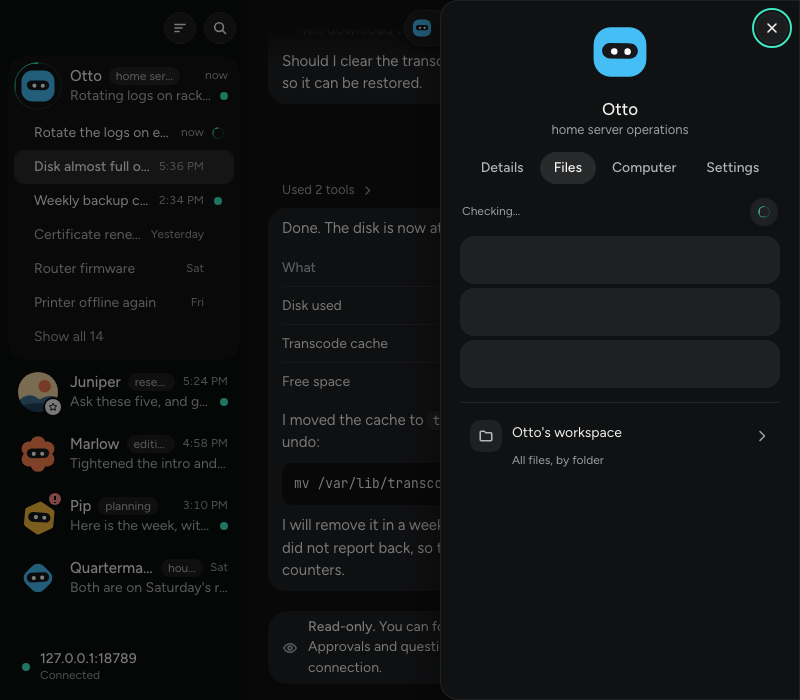 Otto
home ser...
now
Rotating logs on rack...
Rotate the logs on e...
now
Disk almost full o...
5:36 PM
Weekly backup c...
2:34 PM
Certificate rene...
Yesterday
Router firmware
Sat
Printer offline again
Fri
Show all 14
Juniper
rese...
5:24 PM
Ask these five, and g...
Marlow
editi...
4:58 PM
Tightened the intro and...
Pip
planning
3:10 PM
Here is the week, wit...
Quarterma...
hou...
Sat
Both are on Saturday's r...
127.0.0.1:18789
Connected
Should I clear the transc
so it can be restored.
Used 2 tools
Done. The disk is now at
What
Disk used
Transcode cache
Free space
I moved the cache to
undo:
mv /var/lib/transco
I will remove it in a week
did not report back, so t
counters.
Read-only. You can fo
Approvals and questi
connection.
Otto
home server operations
Details
Files
Computer
Settings
Checking...
Otto's workspace
All files, by folder